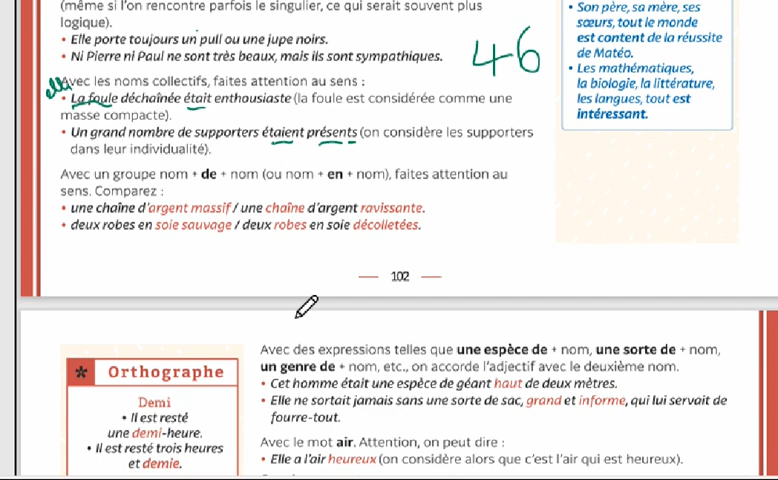 (même si l'on rencontre parfois le singulier, ce qui serait souvent plus
logique).
• Elle porte toujours un pull ou une jupe noirs.
• Ni Pierre ni Paul ne sont très beaux, mais ils sont sympathiques.
46
elle
Avec les noms collectifs, faites attention au sens :
• La foule déchaînée était enthousiaste (la foule est considérée comme une
masse compacte).
• Un grand nombre de supporters étaient présents (on considère les supporters
dans leur individualité).
Avec un groupe nom + de + nom (ou nom + en + nom), faites attention au
sens. Comparez :
• une chaîne d'argent massif / une chaîne d'argent ravissante.
• deux robes en soie sauvage / deux robes en soie décolletées.
• Son père, sa mère, ses
sœurs, tout le monde
est content de la réussite
de Matéo.
• Les mathématiques,
la biologie, la littérature,
les langues, tout est
intéressant.
102
* Orthographe
Demi
• Il est resté
une demi-heure.
• Il est resté trois heures
et demie.
Avec des expressions telles que une espèce de + nom, une sorte de + nom,
un genre de + nom, etc., on accorde l'adjectif avec le deuxième nom.
• Cet homme était une espèce de géant haut de deux mètres.
• Elle ne sortait jamais sans une sorte de sac, grand et informe, qui lui servait de
fourre-tout.
Avec le mot air. Attention, on peut dire :
• Elle a l'air heureux (on considère alors que c'est l'air qui est heureux).